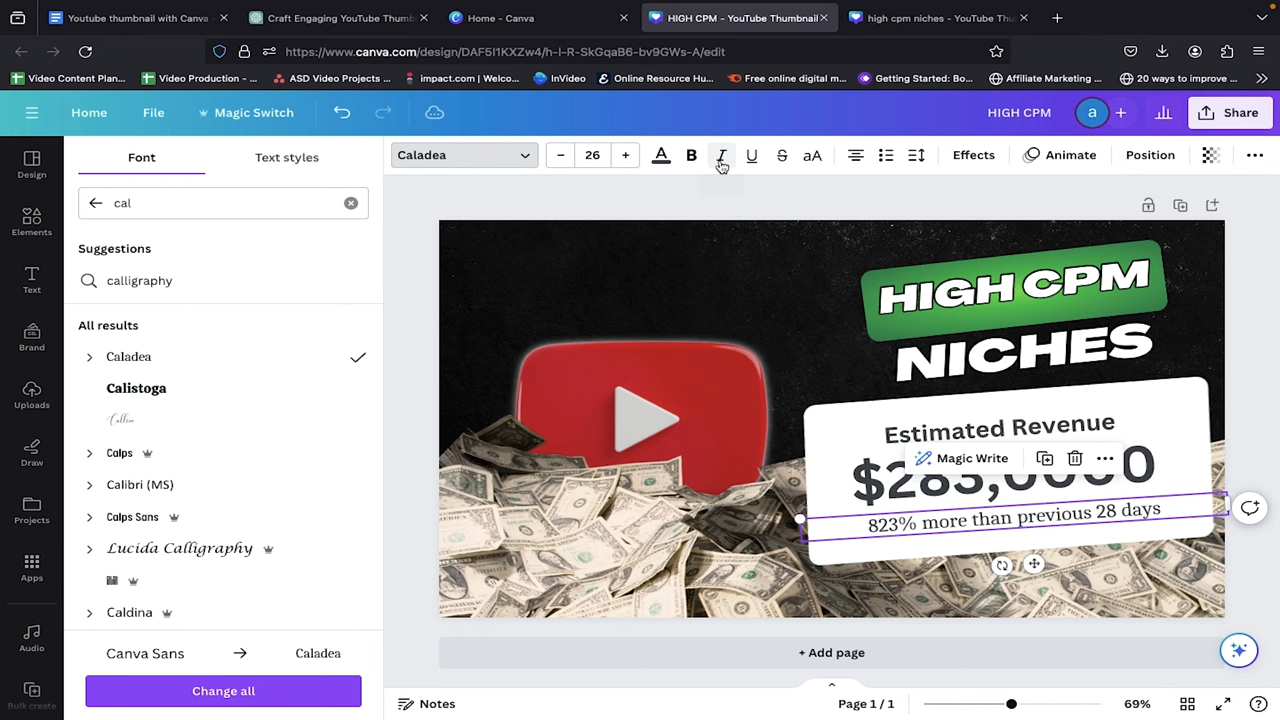 Youtube thumbnail with Canva
Craft Engaging YouTube Thumb
Home - Canva
HIGH CPM - YouTube Thumbnail
high cpm niches - YouTube Thu
https://www.canva.com/design/DAF5I1KXZw4/h-I-R-SkGqaB6-bv9GWs-A/edit
Video Content Plan...
Video Production - ...
ASD Video Projects ...
impact.com | Welco...
InVideo
Online Resource Hu...
Free online digital m...
Getting Started: Bo...
Affiliate Marketing ...
20 ways to improve ...
Home
File
Magic Switch
HIGH CPM
a
Share
Design
Elements
Text
Brand
Uploads
Draw
Projects
Apps
Audio
Bulk create
Font
Text styles
cal
Suggestions
calligraphy
All results
Caladea
Calistoga
Calps
Calibri (MS)
Calps Sans
Lucida Calligraphy
Caldina
Canva Sans
Caladea
Change all
Caladea
26
A
B
I
U
S
aA
Effects
Animate
Position
HIGH CPM
NICHES
Estimated Revenue
Magic Write
823% more than previous 28 days
+ Add page
Notes
Page 1 / 1
69%